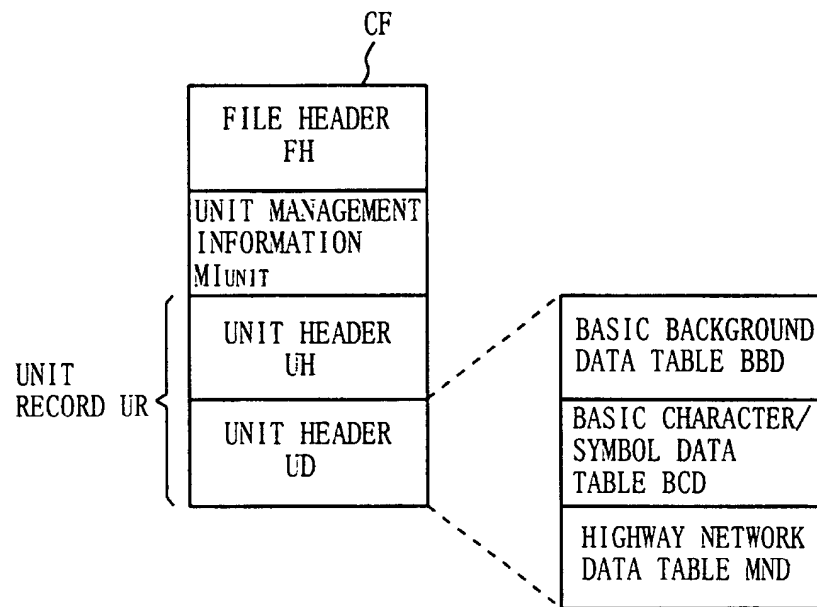 CF
FILE HEADER
FH
UNIT MANAGEMENT
INFORMATION
MIUNIT
UNIT HEADER
UH
UNIT HEADER
UD
UNIT
RECORD UR
BASIC BACKGROUND
DATA TABLE BBD
BASIC CHARACTER/
SYMBOL DATA
TABLE BCD
HIGHWAY NETWORK
DATA TABLE MND